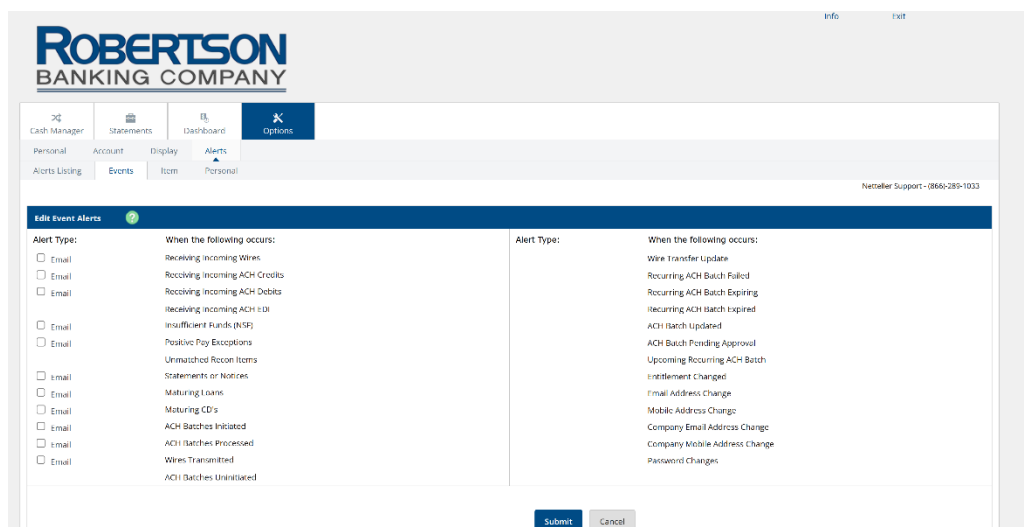 Info Exit
ROBERTSON
BANKING COMPANY
Cash Manager Statements Dashboard Options
Personal Account Display Alerts
Alerts Listing Events Item Personal
Netteller Support - (866)-289-1033
Edit Event Alerts ?
Alert Type: When the following occurs: Alert Type: When the following occurs:
Email Receiving Incoming Wires Wire Transfer Update
Email Receiving Incoming ACH Credits Recurring ACH Batch Failed
Email Receiving Incoming ACH Debits Recurring ACH Batch Expiring
Receiving Incoming ACH EDI Recurring ACH Batch Expired
Email Insufficient Funds (NSF) ACH Batch Updated
Email Positive Pay Exceptions ACH Batch Pending Approval
Unmatched Recon Items Upcoming Recurring ACH Batch
Email Statements or Notices Entitlement Changed
Email Maturing Loans Email Address Change
Email Maturing CD's Mobile Address Change
Email ACH Batches Initiated Company Email Address Change
Email ACH Batches Processed Company Mobile Address Change
Email Wires Transmitted Password Changes
ACH Batches Uninitiated
Submit Cancel